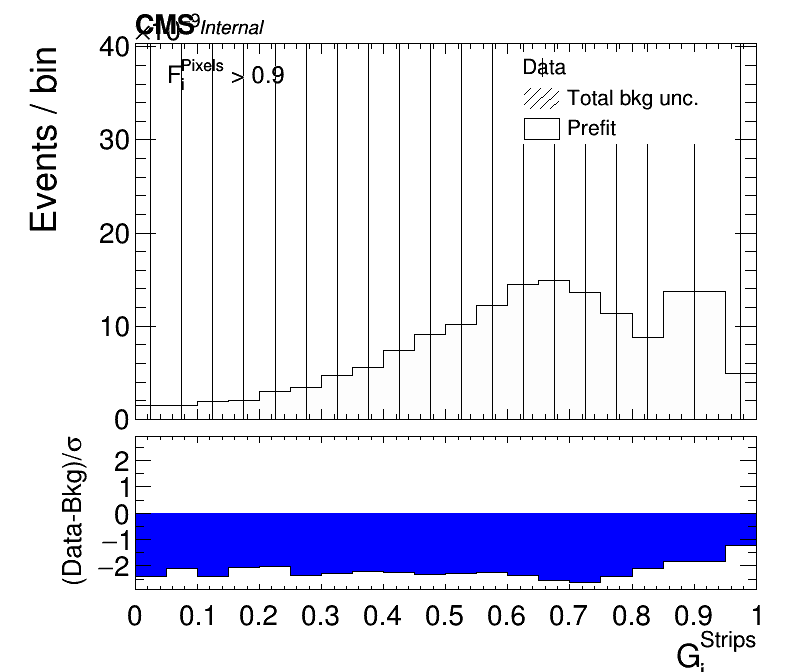 CMS Internal
×10⁹
Events / bin
40
30
20
10
0
F_i^Pixels > 0.9
Data
Total bkg unc.
Prefit
(Data-Bkg)/σ
2
1
0
−1
−2
0 0.1 0.2 0.3 0.4 0.5 0.6 0.7 0.8 0.9 1
G_i^Strips